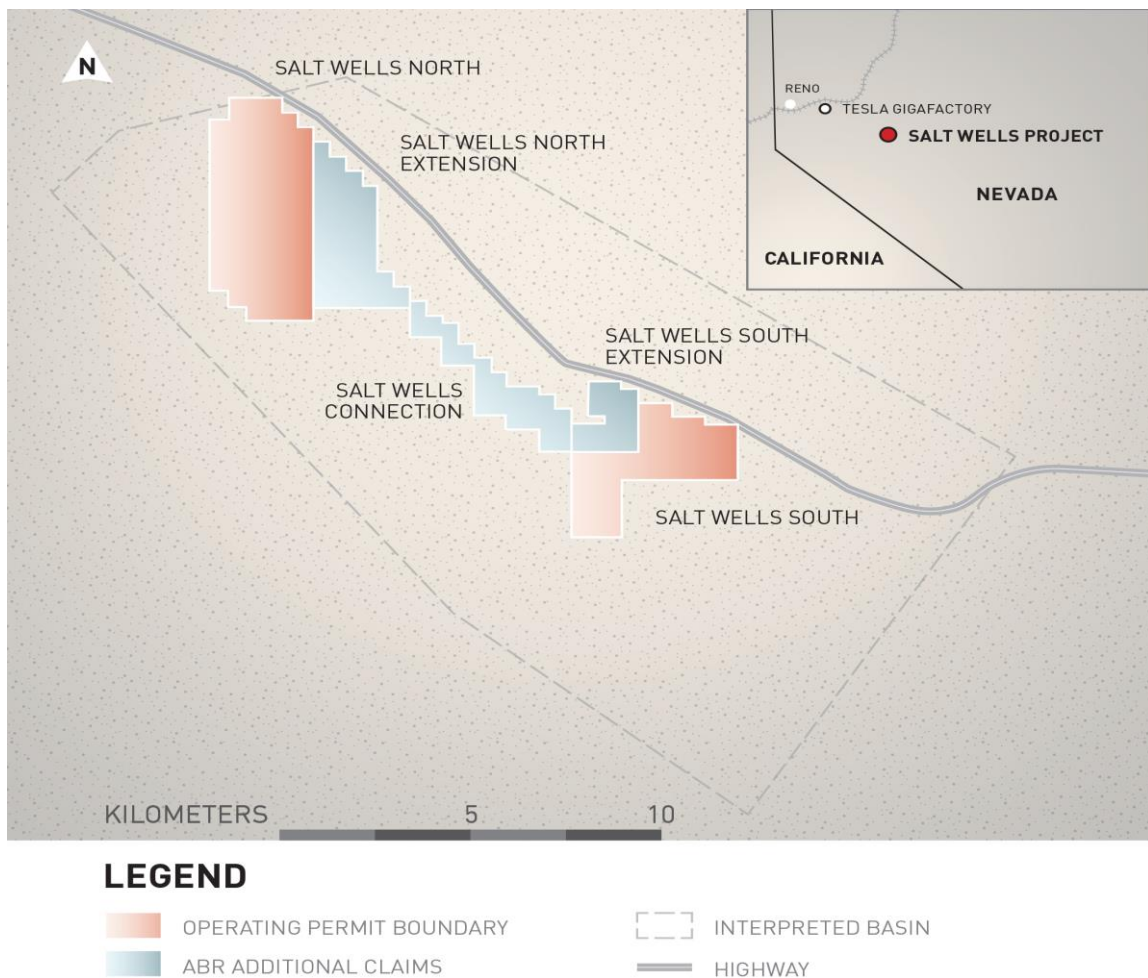 N
SALT WELLS NORTH
SALT WELLS NORTH
EXTENSION
RENO
TESLA GIGAFACTORY
SALT WELLS PROJECT
NEVADA
CALIFORNIA
SALT WELLS SOUTH
EXTENSION
SALT WELLS
CONNECTION
SALT WELLS SOUTH
KILOMETERS 5 10
LEGEND
OPERATING PERMIT BOUNDARY
INTERPRETED BASIN
ABR ADDITIONAL CLAIMS
HIGHWAY